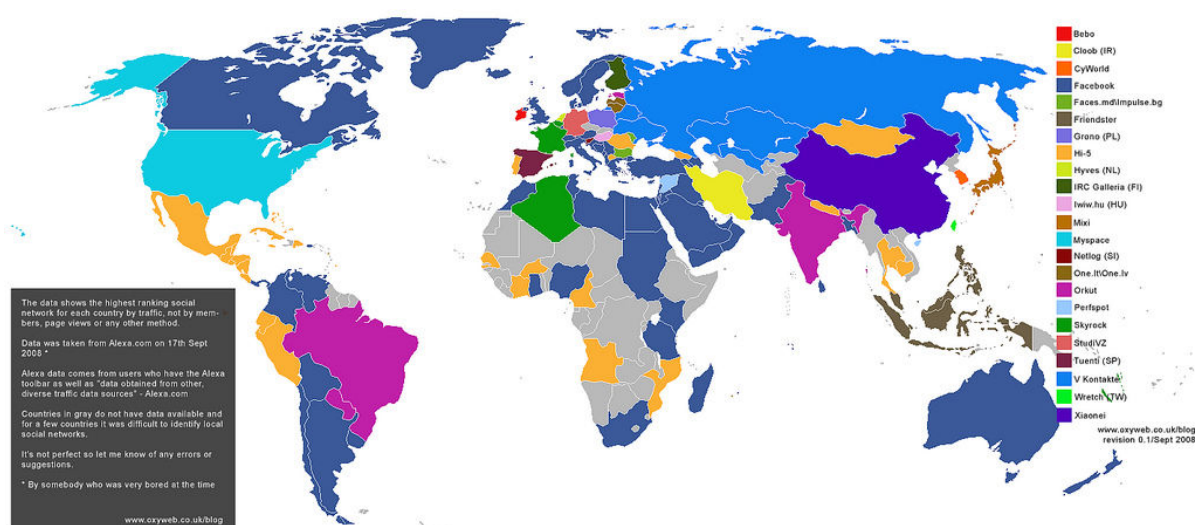 Bebo
Cloob (IR)
CyWorld
Facebook
Faces.md\Impulse.bg
Friendster
Grono (PL)
Hi-5
Hyves (NL)
IRC Galleria (FI)
Iwiw.hu (HU)
Mixi
Myspace
Netlog (SI)
One.lt\One.lv
Orkut
Perfspot
Skyrock
StudiVZ
Tuenti (SP)
V Kontakte
Wretch (TW)
Xiaonei
www.oxyweb.co.uk/blog
revision 0.1/Sept 2008
The data shows the highest ranking social
network for each country by traffic, not by mem-
bers, page views or any other method.
Data was taken from Alexa.com on 17th Sept
2008 *
Alexa data comes from users who have the Alexa
toolbar as well as "data obtained from other,
diverse traffic data sources" - Alexa.com
Countries in gray do not have data available and
for a few countries it was difficult to identify local
social networks.
It's not perfect so let me know of any errors or
suggestions.
* By somebody who was very bored at the time
www.oxyweb.co.uk/blog